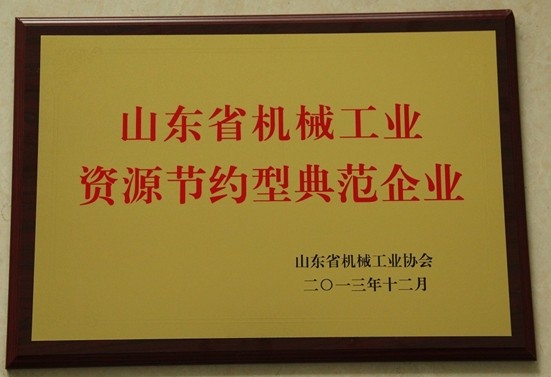 山东省机械工业
资源节约型典范企业
山东省机械工业协会
二〇一三年十二月